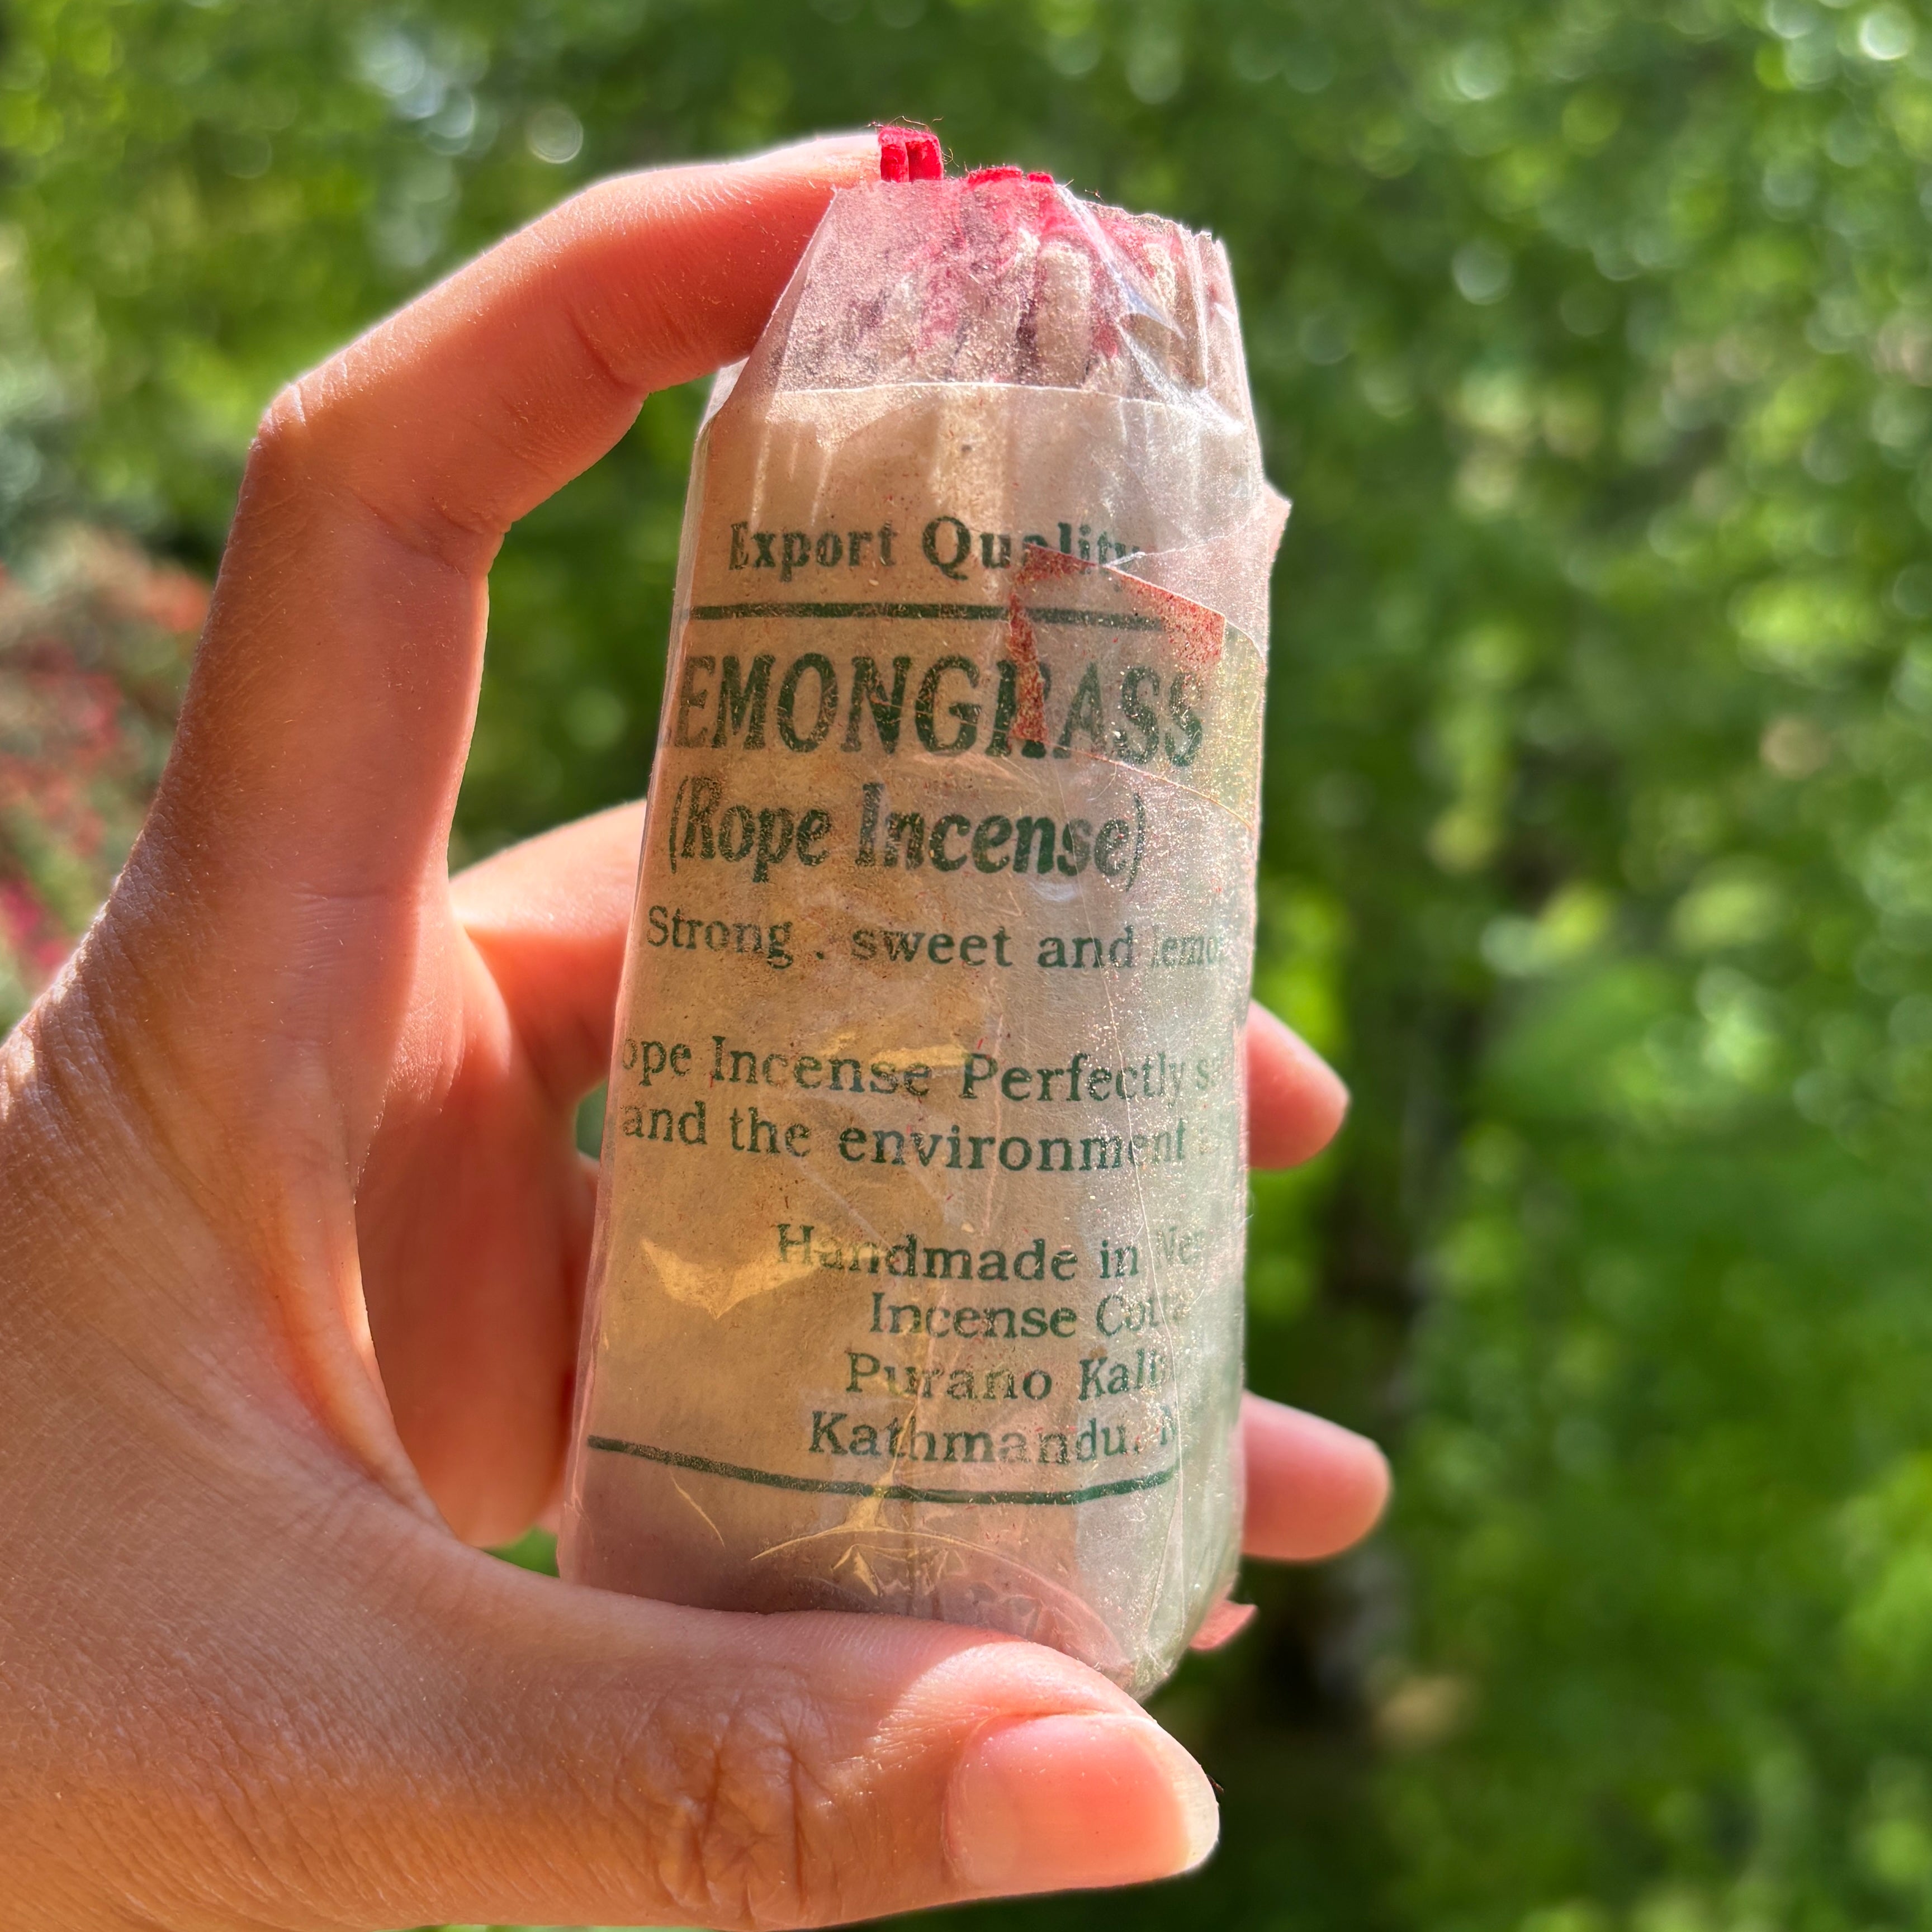 Export Quality
EMONGRASS
(Rope Incense)
Strong . sweet and
ope Incense Perfectly
and the environment
Handmade in
Incense
Purano
Kathmandu.